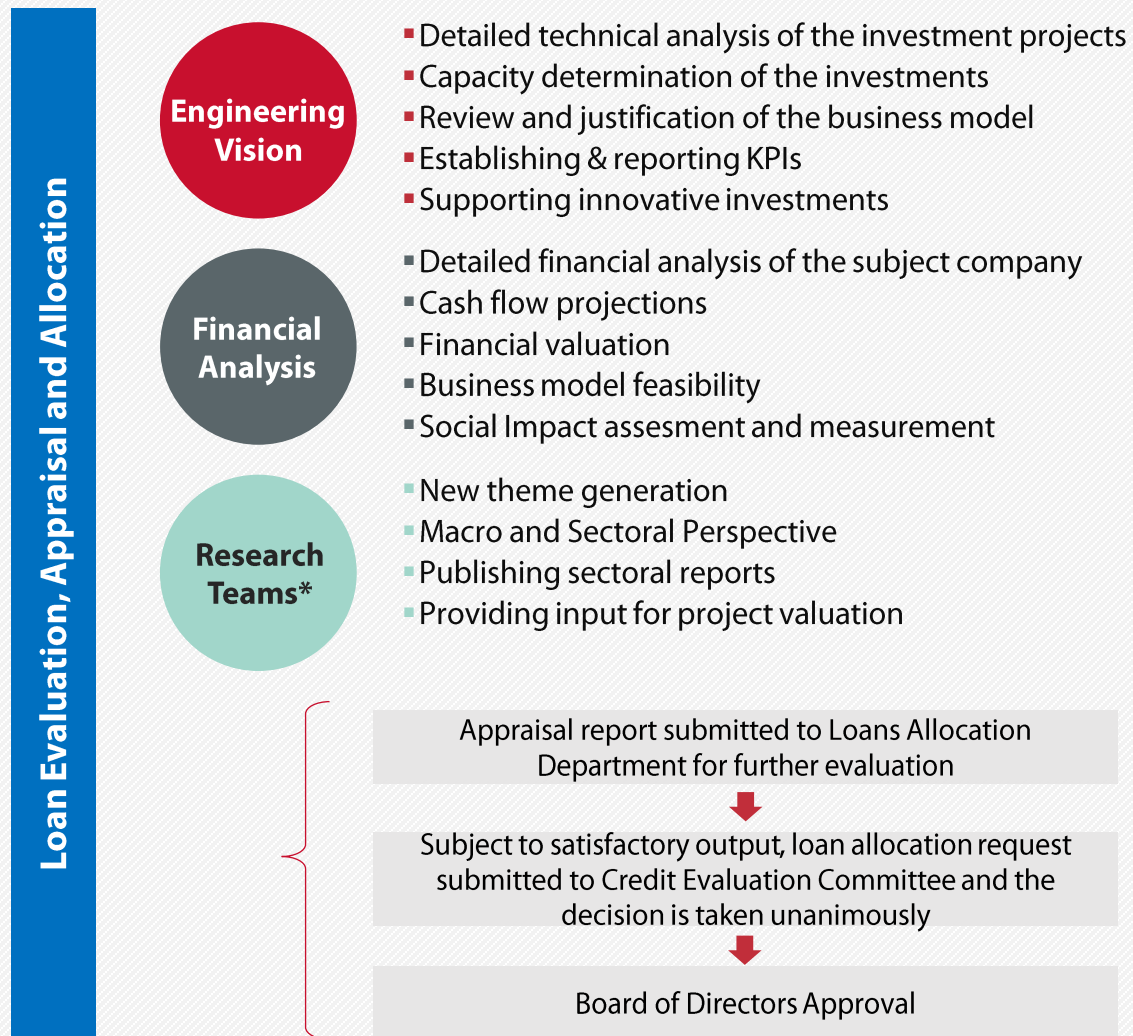 Loan Evaluation, Appraisal and Allocation
Engineering
Vision
▪Detailed technical analysis of the investment projects
▪Capacity determination of the investments
▪Review and justification of the business model
▪Establishing & reporting KPIs
▪Supporting innovative investments
Financial
Analysis
▪Detailed financial analysis of the subject company
▪Cash flow projections
▪Financial valuation
▪Business model feasibility
▪Social Impact assesment and measurement
Research
Teams*
▪New theme generation
▪Macro and Sectoral Perspective
▪Publishing sectoral reports
▪Providing input for project valuation
Appraisal report submitted to Loans Allocation
Department for further evaluation
Subject to satisfactory output, loan allocation request
submitted to Credit Evaluation Committee and the
decision is taken unanimously
Board of Directors Approval